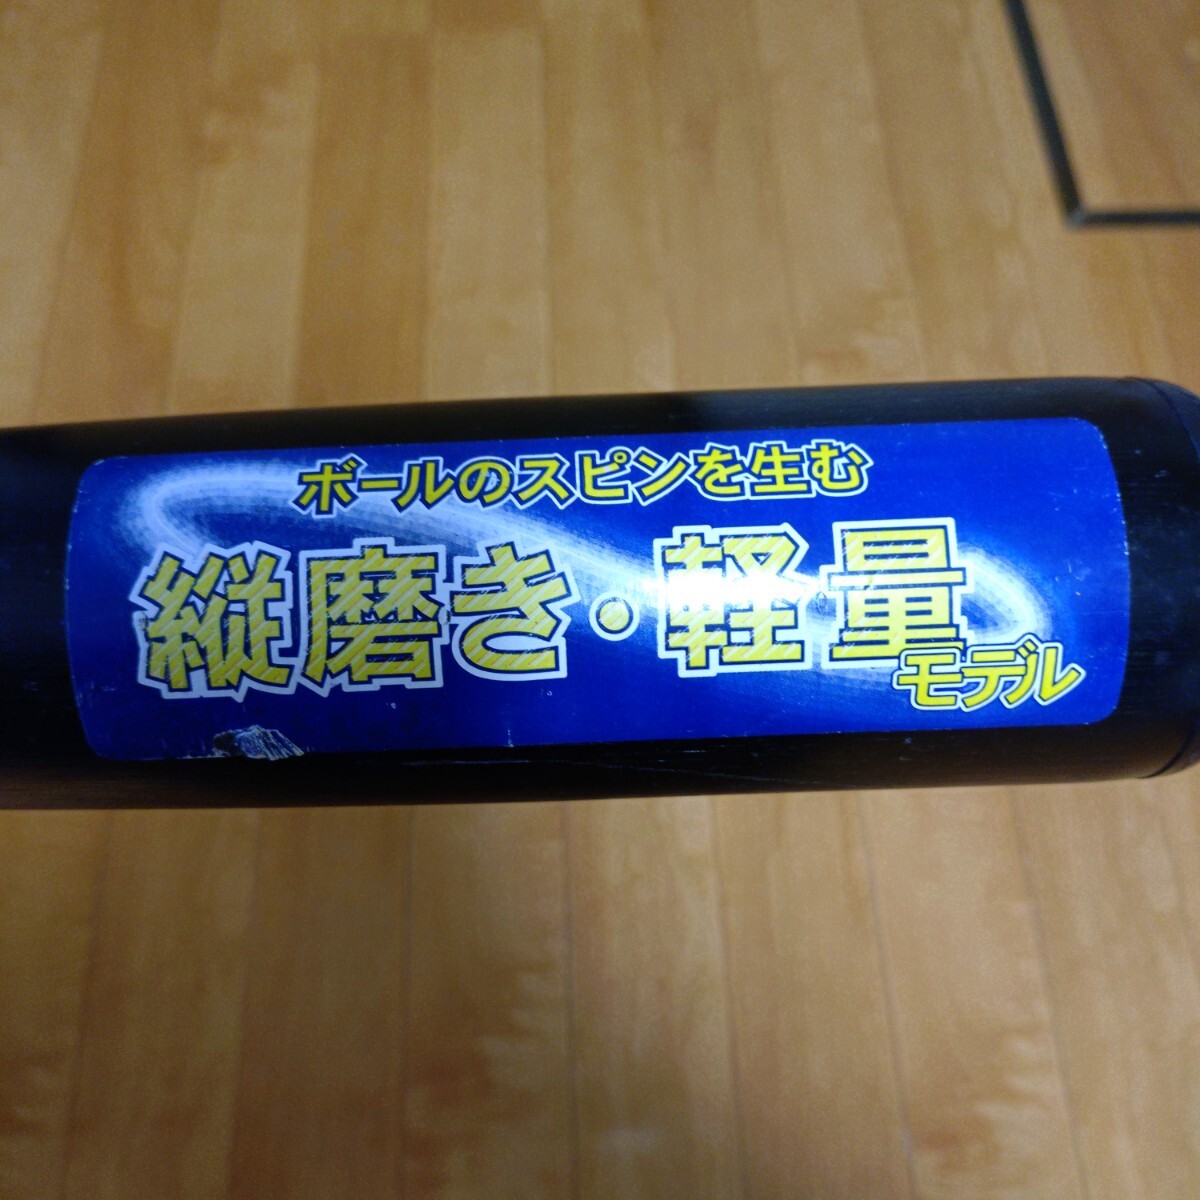 ボールのスピンを生む
縦磨き・軽量
モデル